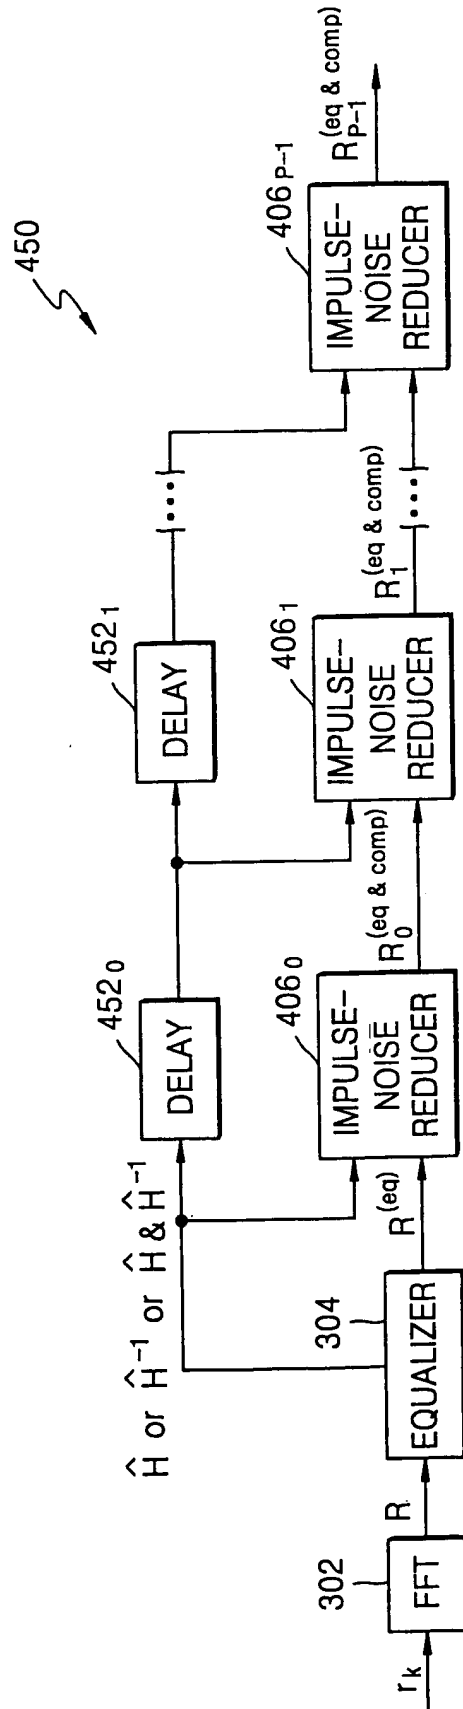 450
Ĥ or Ĥ⁻¹ or Ĥ & Ĥ⁻¹
452₀
DELAY
452₁
DELAY
....
r_k
302
FFT
R
304
EQUALIZER
R^(eq)
406₀
IMPULSE-
NOISE
REDUCER
R₀^(eq & comp)
406₁
IMPULSE-
NOISE
REDUCER
R₁^(eq & comp)
....
406_P-1
IMPULSE-
NOISE
REDUCER
R_P-1^(eq & comp)